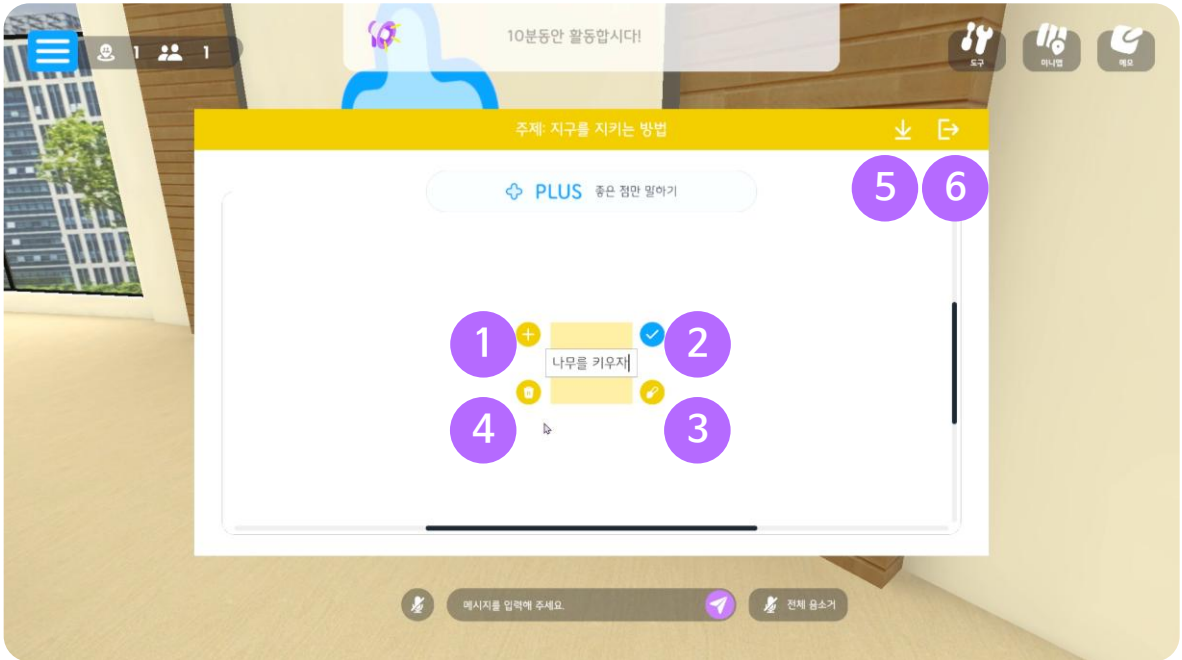 1 1
10분동안 활동합시다!
도구 미니맵 메모
주제: 지구를 지키는 방법
PLUS 좋은 점만 말하기
5 6
1 2
나무를 키우자
4 3
메시지를 입력해 주세요.
전체 음소거